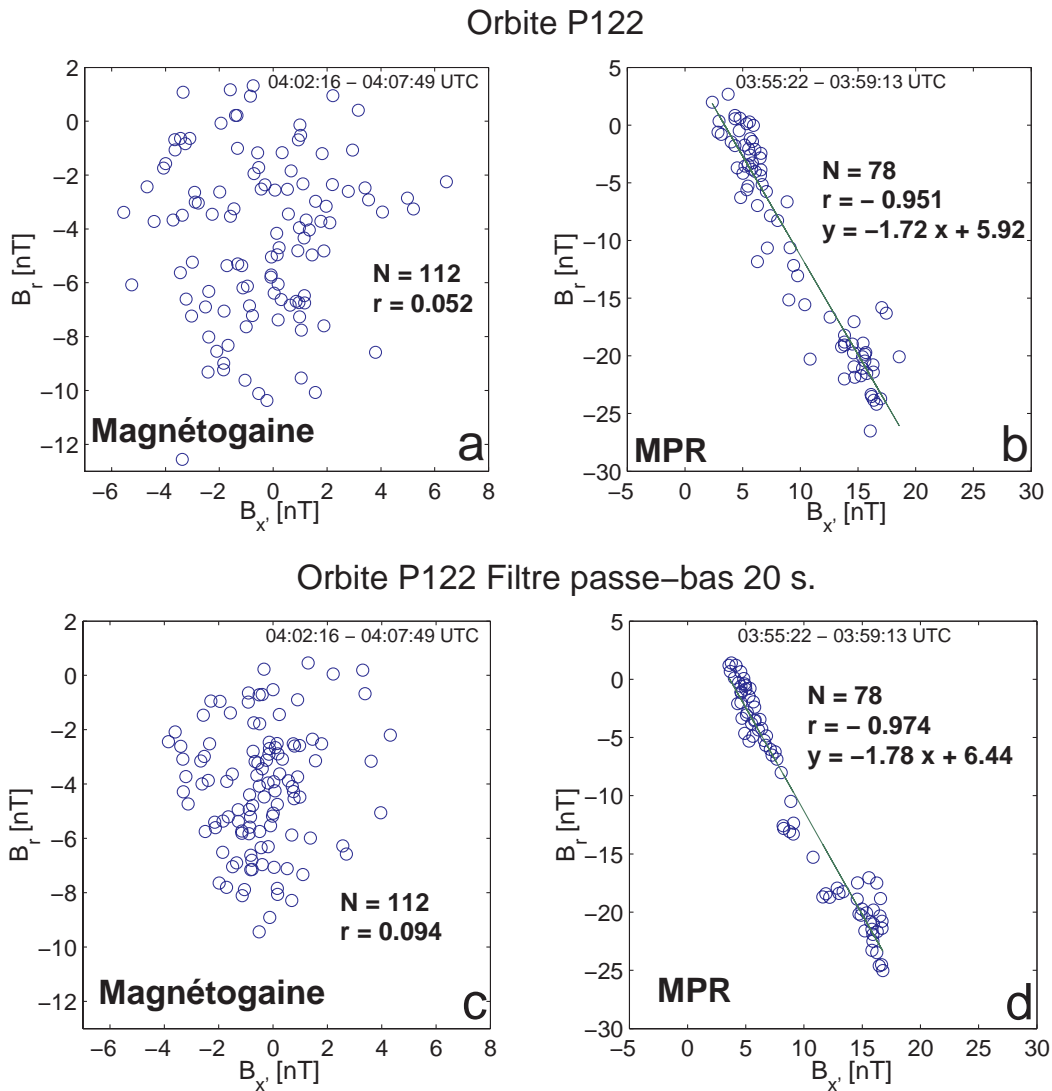 Orbite P122
04:02:16 – 04:07:49 UTC
2
0
−2
−4
−6
−8
−10
−12
B_r [nT]
N = 112
r = 0.052
Magnétogaine
a
−6 −4 −2 0 2 4 6 8
B_x' [nT]
03:55:22 – 03:59:13 UTC
5
0
−5
−10
−15
−20
−25
−30
B_r [nT]
N = 78
r = − 0.951
y = −1.72 x + 5.92
MPR
b
−5 0 5 10 15 20 25 30
B_x' [nT]
Orbite P122 Filtre passe−bas 20 s.
04:02:16 – 04:07:49 UTC
2
0
−2
−4
−6
−8
−10
−12
B_r [nT]
N = 112
r = 0.094
Magnétogaine
c
−6 −4 −2 0 2 4 6 8
B_x' [nT]
03:55:22 – 03:59:13 UTC
5
0
−5
−10
−15
−20
−25
−30
B_r [nT]
N = 78
r = − 0.974
y = −1.78 x + 6.44
MPR
d
−5 0 5 10 15 20 25 30
B_x' [nT]